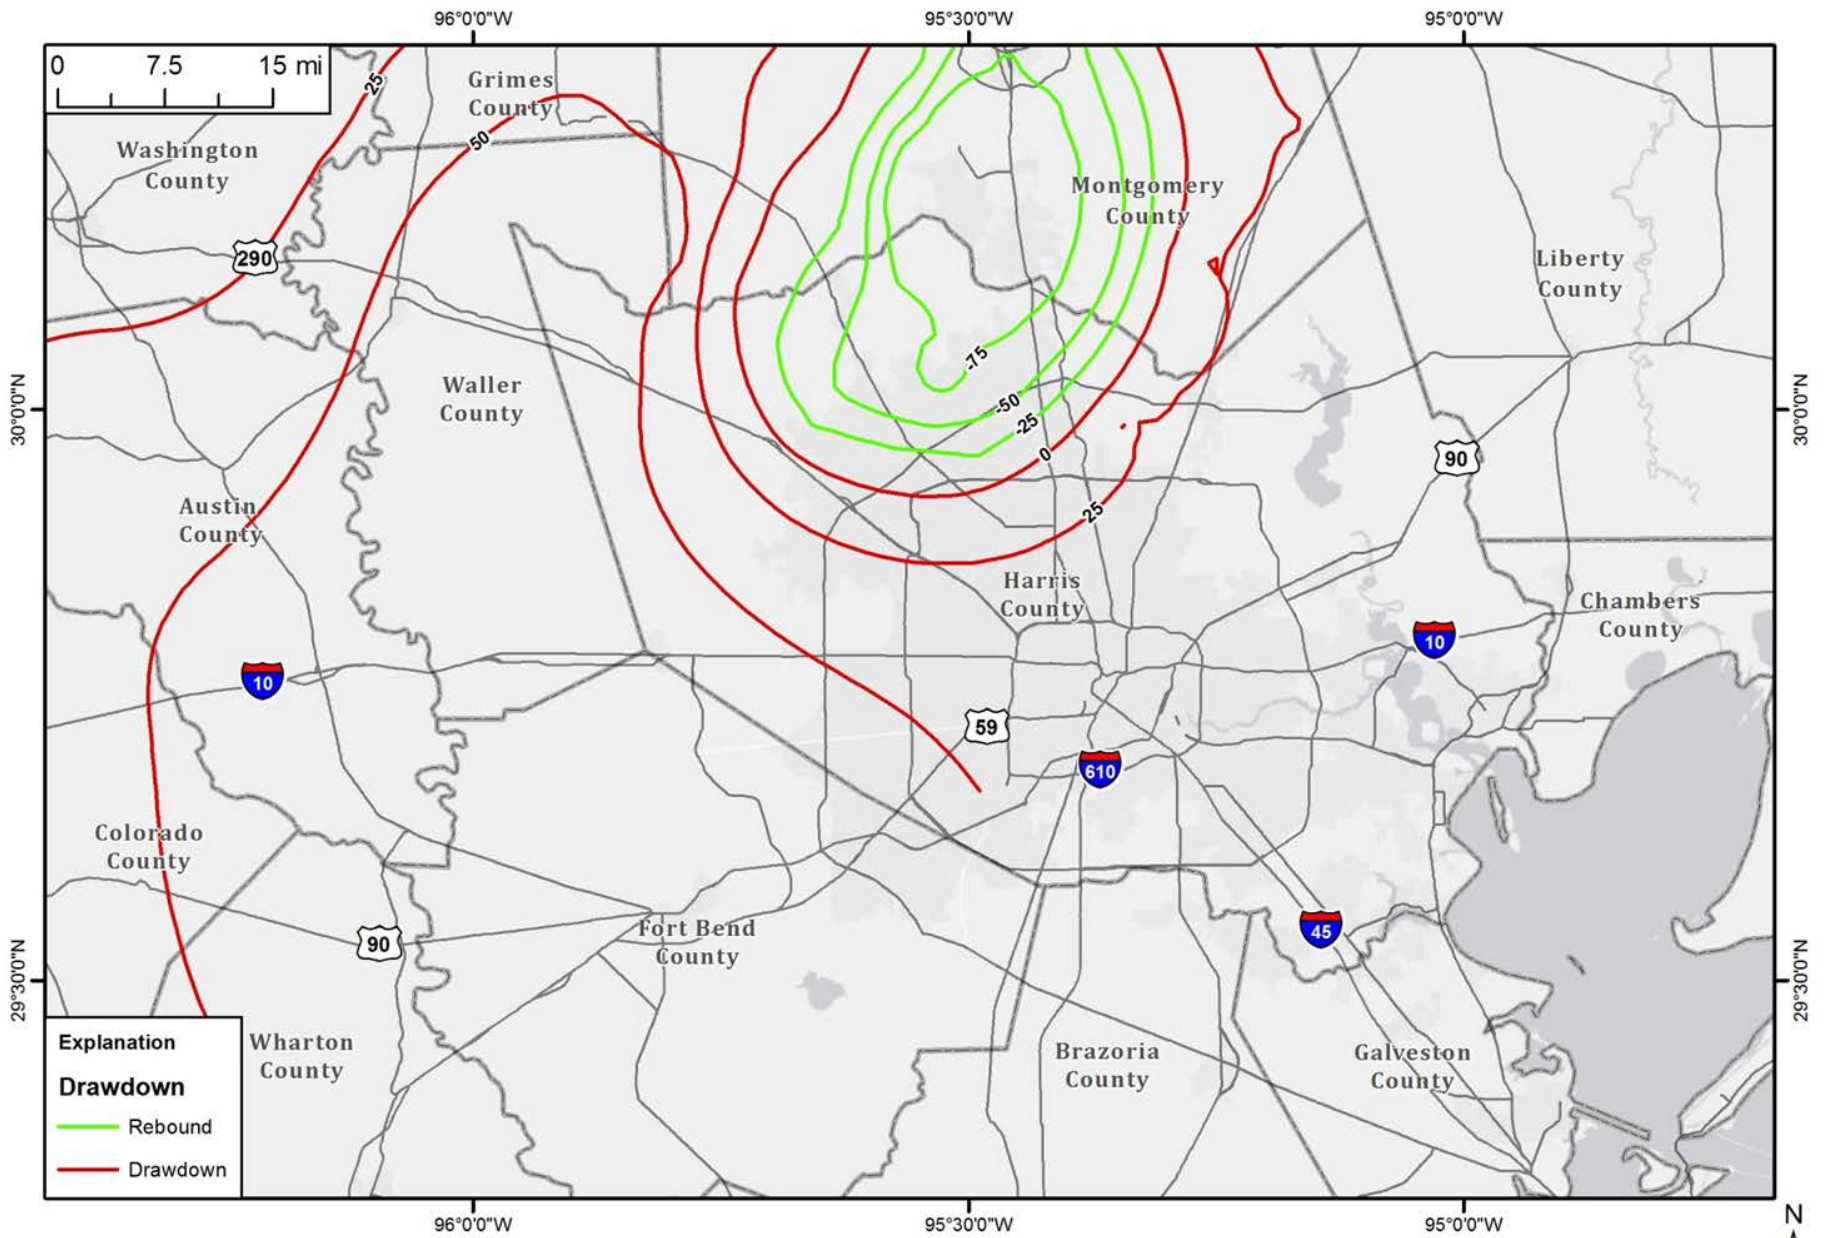 96°0'0"W 95°30'0"W 95°0'0"W
0 7.5 15 mi
25
Grimes
County
50
Washington
County
Montgomery
County
290
Liberty
County
30°0'0"N
30°0'0"N
Waller
County
-75
-50
-25
0
90
25
Austin
County
Harris
County
Chambers
County
10
10
59
610
Colorado
County
90
Fort Bend
County
45
29°30'0"N
29°30'0"N
Wharton
County
Brazoria
County
Galveston
County
Explanation
Drawdown
Rebound
Drawdown
96°0'0"W 95°30'0"W 95°0'0"W
N